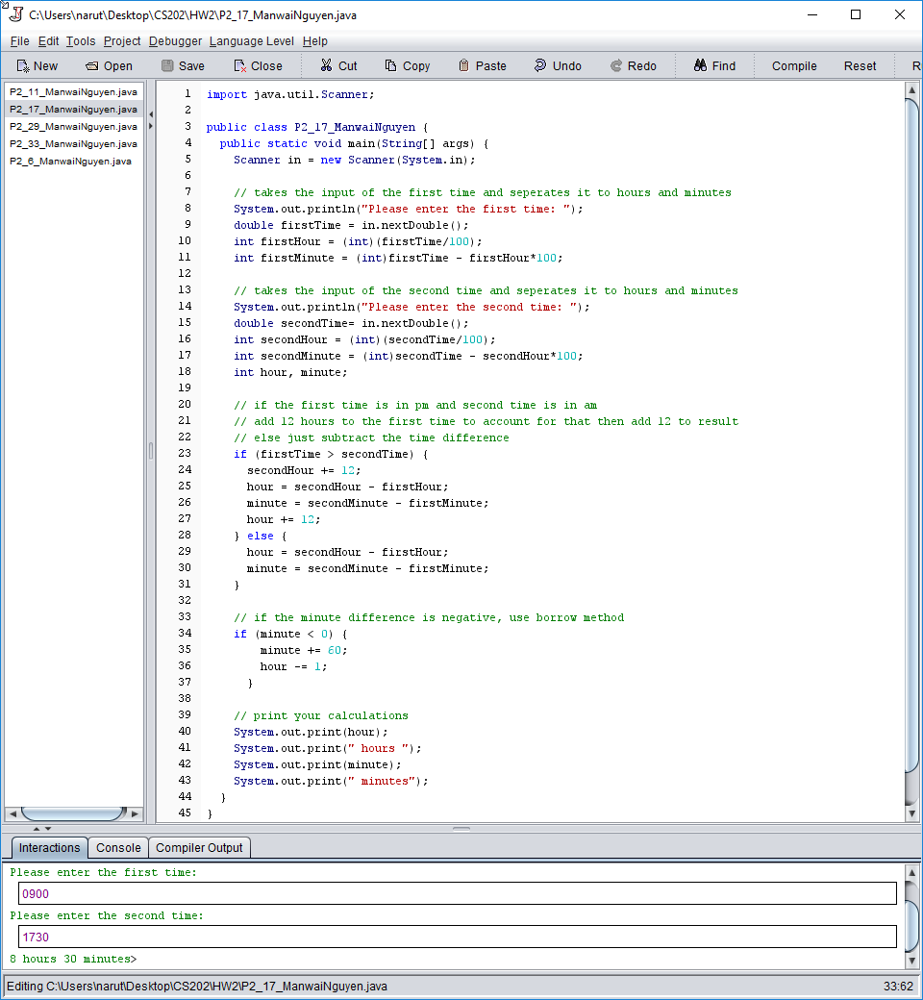 C:\Users\narut\Desktop\CS202\HW2\P2_17_ManwaiNguyen.java
File Edit Tools Project Debugger Language Level Help
New Open Save Close Cut Copy Paste Undo Redo Find Compile Reset R
P2_11_ManwaiNguyen.java
P2_17_ManwaiNguyen.java
P2_29_ManwaiNguyen.java
P2_33_ManwaiNguyen.java
P2_6_ManwaiNguyen.java
1 import java.util.Scanner;
2
3 public class P2_17_ManwaiNguyen {
4   public static void main(String[] args) {
5     Scanner in = new Scanner(System.in);
6
7     // takes the input of the first time and seperates it to hours and minutes
8     System.out.println("Please enter the first time: ");
9     double firstTime = in.nextDouble();
10     int firstHour = (int)(firstTime/100);
11     int firstMinute = (int)firstTime - firstHour*100;
12
13     // takes the input of the second time and seperates it to hours and minutes
14     System.out.println("Please enter the second time: ");
15     double secondTime= in.nextDouble();
16     int secondHour = (int)(secondTime/100);
17     int secondMinute = (int)secondTime - secondHour*100;
18     int hour, minute;
19
20     // if the first time is in pm and second time is in am
21     // add 12 hours to the first time to account for that then add 12 to result
22     // else just subtract the time difference
23     if (firstTime > secondTime) {
24       secondHour += 12;
25       hour = secondHour - firstHour;
26       minute = secondMinute - firstMinute;
27       hour += 12;
28     } else {
29       hour = secondHour - firstHour;
30       minute = secondMinute - firstMinute;
31     }
32
33     // if the minute difference is negative, use borrow method
34     if (minute < 0) {
35         minute += 60;
36         hour -= 1;
37       }
38
39     // print your calculations
40     System.out.print(hour);
41     System.out.print(" hours ");
42     System.out.print(minute);
43     System.out.print(" minutes");
44   }
45 }
Interactions Console Compiler Output
Please enter the first time:
0900
Please enter the second time:
1730
8 hours 30 minutes>
Editing C:\Users\narut\Desktop\CS202\HW2\P2_17_ManwaiNguyen.java 33:62